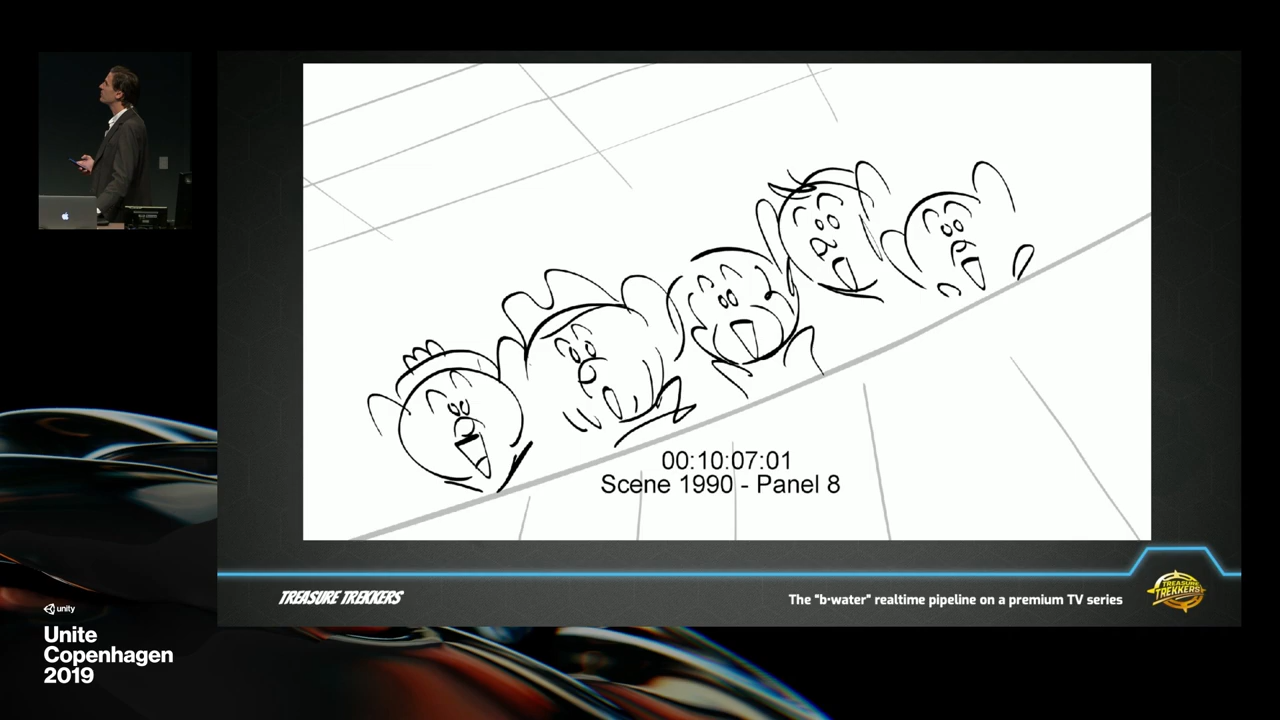 00:10:07:01
Scene 1990 - Panel 8
TREASURE TREKKERS
The "b-water" realtime pipeline on a premium TV series
TREASURE
TREKKERS
unity
Unite
Copenhagen
2019